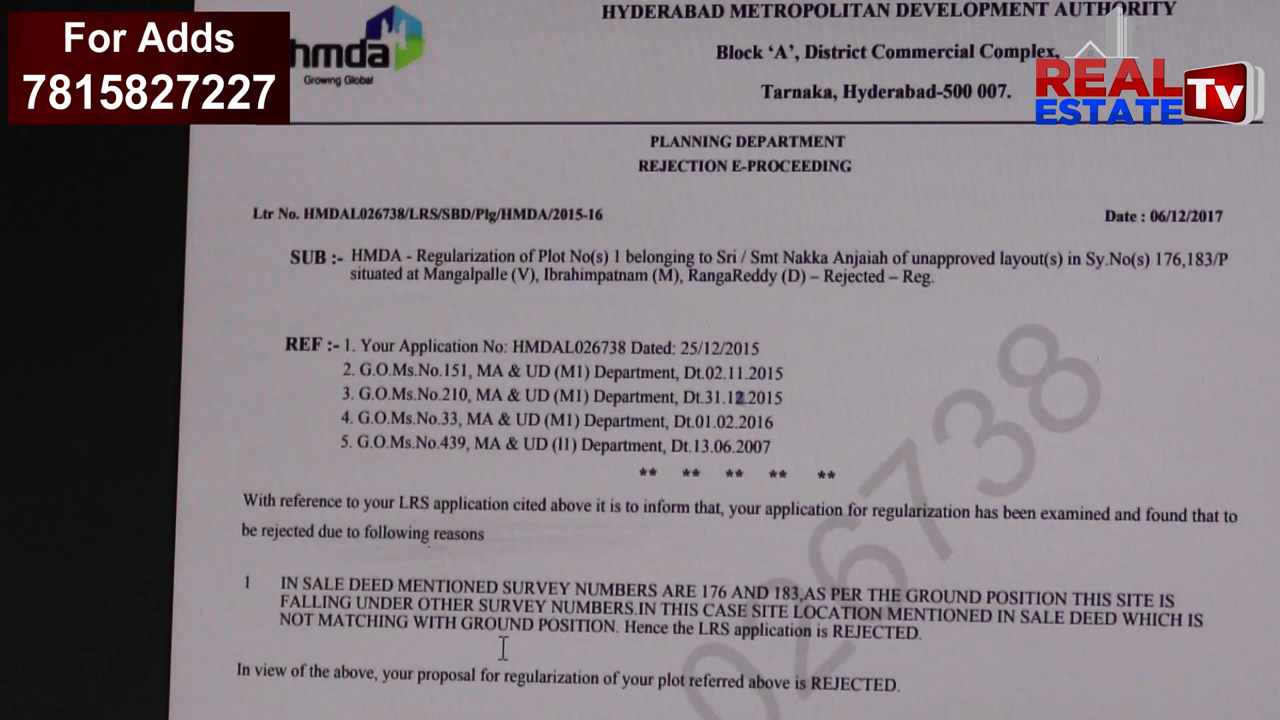 For Adds
7815827227
hmda
Growing Global
HYDERABAD METROPOLITAN DEVELOPMENT AUTHORITY
Block ‘A’, District Commercial Complex,
Tarnaka, Hyderabad-500 007.
REAL
ESTATE
Tv
PLANNING DEPARTMENT
REJECTION E-PROCEEDING
Ltr No. HMDAL026738/LRS/SBD/Plg/HMDA/2015-16
Date : 06/12/2017
SUB :- HMDA - Regularization of Plot No(s) 1 belonging to Sri / Smt Nakka Anjaiah of unapproved layout(s) in Sy.No(s) 176,183/P
situated at Mangalpalle (V), Ibrahimpatnam (M), RangaReddy (D) – Rejected – Reg.
REF :- 1. Your Application No: HMDAL026738 Dated: 25/12/2015
2. G.O.Ms.No.151, MA & UD (M1) Department, Dt.02.11.2015
3. G.O.Ms.No.210, MA & UD (M1) Department, Dt.31.12.2015
4. G.O.Ms.No.33, MA & UD (M1) Department, Dt.01.02.2016
5. G.O.Ms.No.439, MA & UD (I1) Department, Dt.13.06.2007
** ** ** ** **
With reference to your LRS application cited above it is to inform that, your application for regularization has been examined and found that to
be rejected due to following reasons
1 IN SALE DEED MENTIONED SURVEY NUMBERS ARE 176 AND 183,AS PER THE GROUND POSITION THIS SITE IS
FALLING UNDER OTHER SURVEY NUMBERS.IN THIS CASE SITE LOCATION MENTIONED IN SALE DEED WHICH IS
NOT MATCHING WITH GROUND POSITION. Hence the LRS application is REJECTED.
In view of the above, your proposal for regularization of your plot referred above is REJECTED.
026738